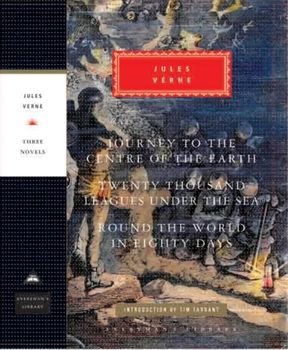 JULES
VERNE
THREE
NOVELS
EVERYMAN'S
LIBRARY
JULES
VERNE
JOURNEY TO THE
CENTRE OF THE EARTH
TWENTY THOUSAND
LEAGUES UNDER THE SEA
ROUND THE WORLD
IN EIGHTY DAYS
INTRODUCTION BY TIM FARRANT
EVERYMAN'S LIBRARY